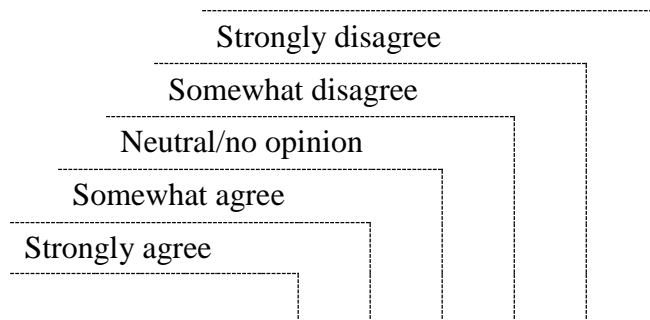 Strongly disagree
Somewhat disagree
Neutral/no opinion
Somewhat agree
Strongly agree